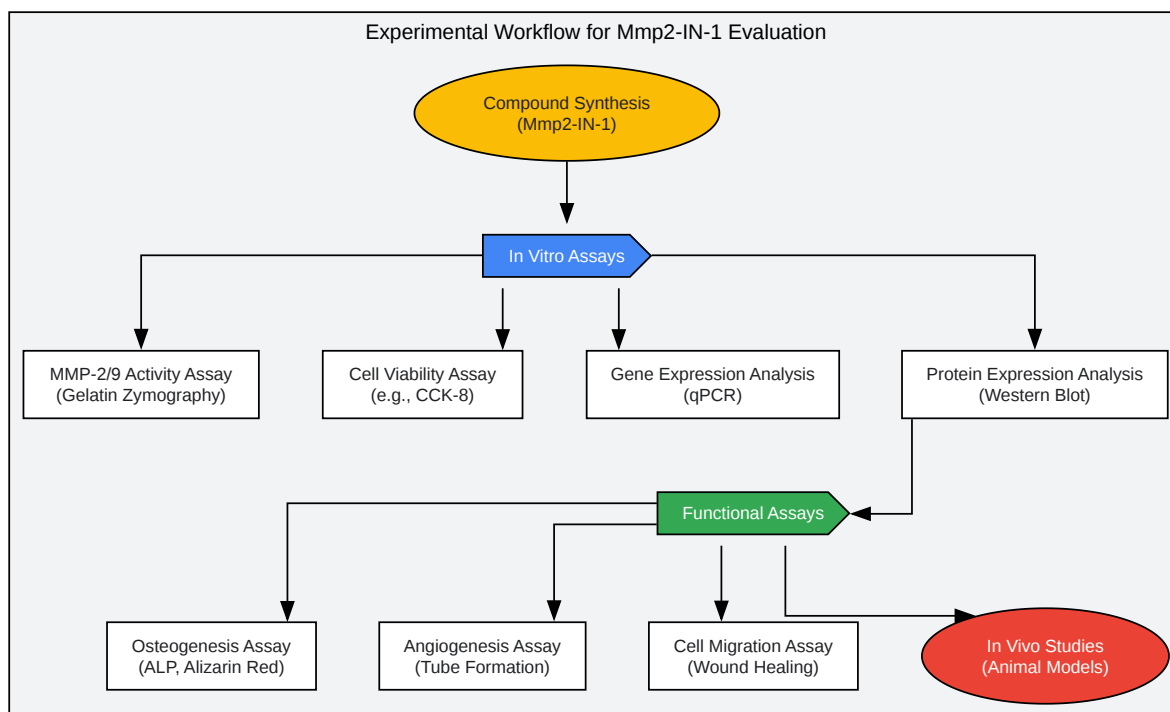 Experimental Workflow for Mmp2-IN-1 Evaluation
Compound Synthesis
(Mmp2-IN-1)
In Vitro Assays
MMP-2/9 Activity Assay
(Gelatin Zymography)
Cell Viability Assay
(e.g., CCK-8)
Gene Expression Analysis
(qPCR)
Protein Expression Analysis
(Western Blot)
Functional Assays
Osteogenesis Assay
(ALP, Alizarin Red)
Angiogenesis Assay
(Tube Formation)
Cell Migration Assay
(Wound Healing)
In Vivo Studies
(Animal Models)